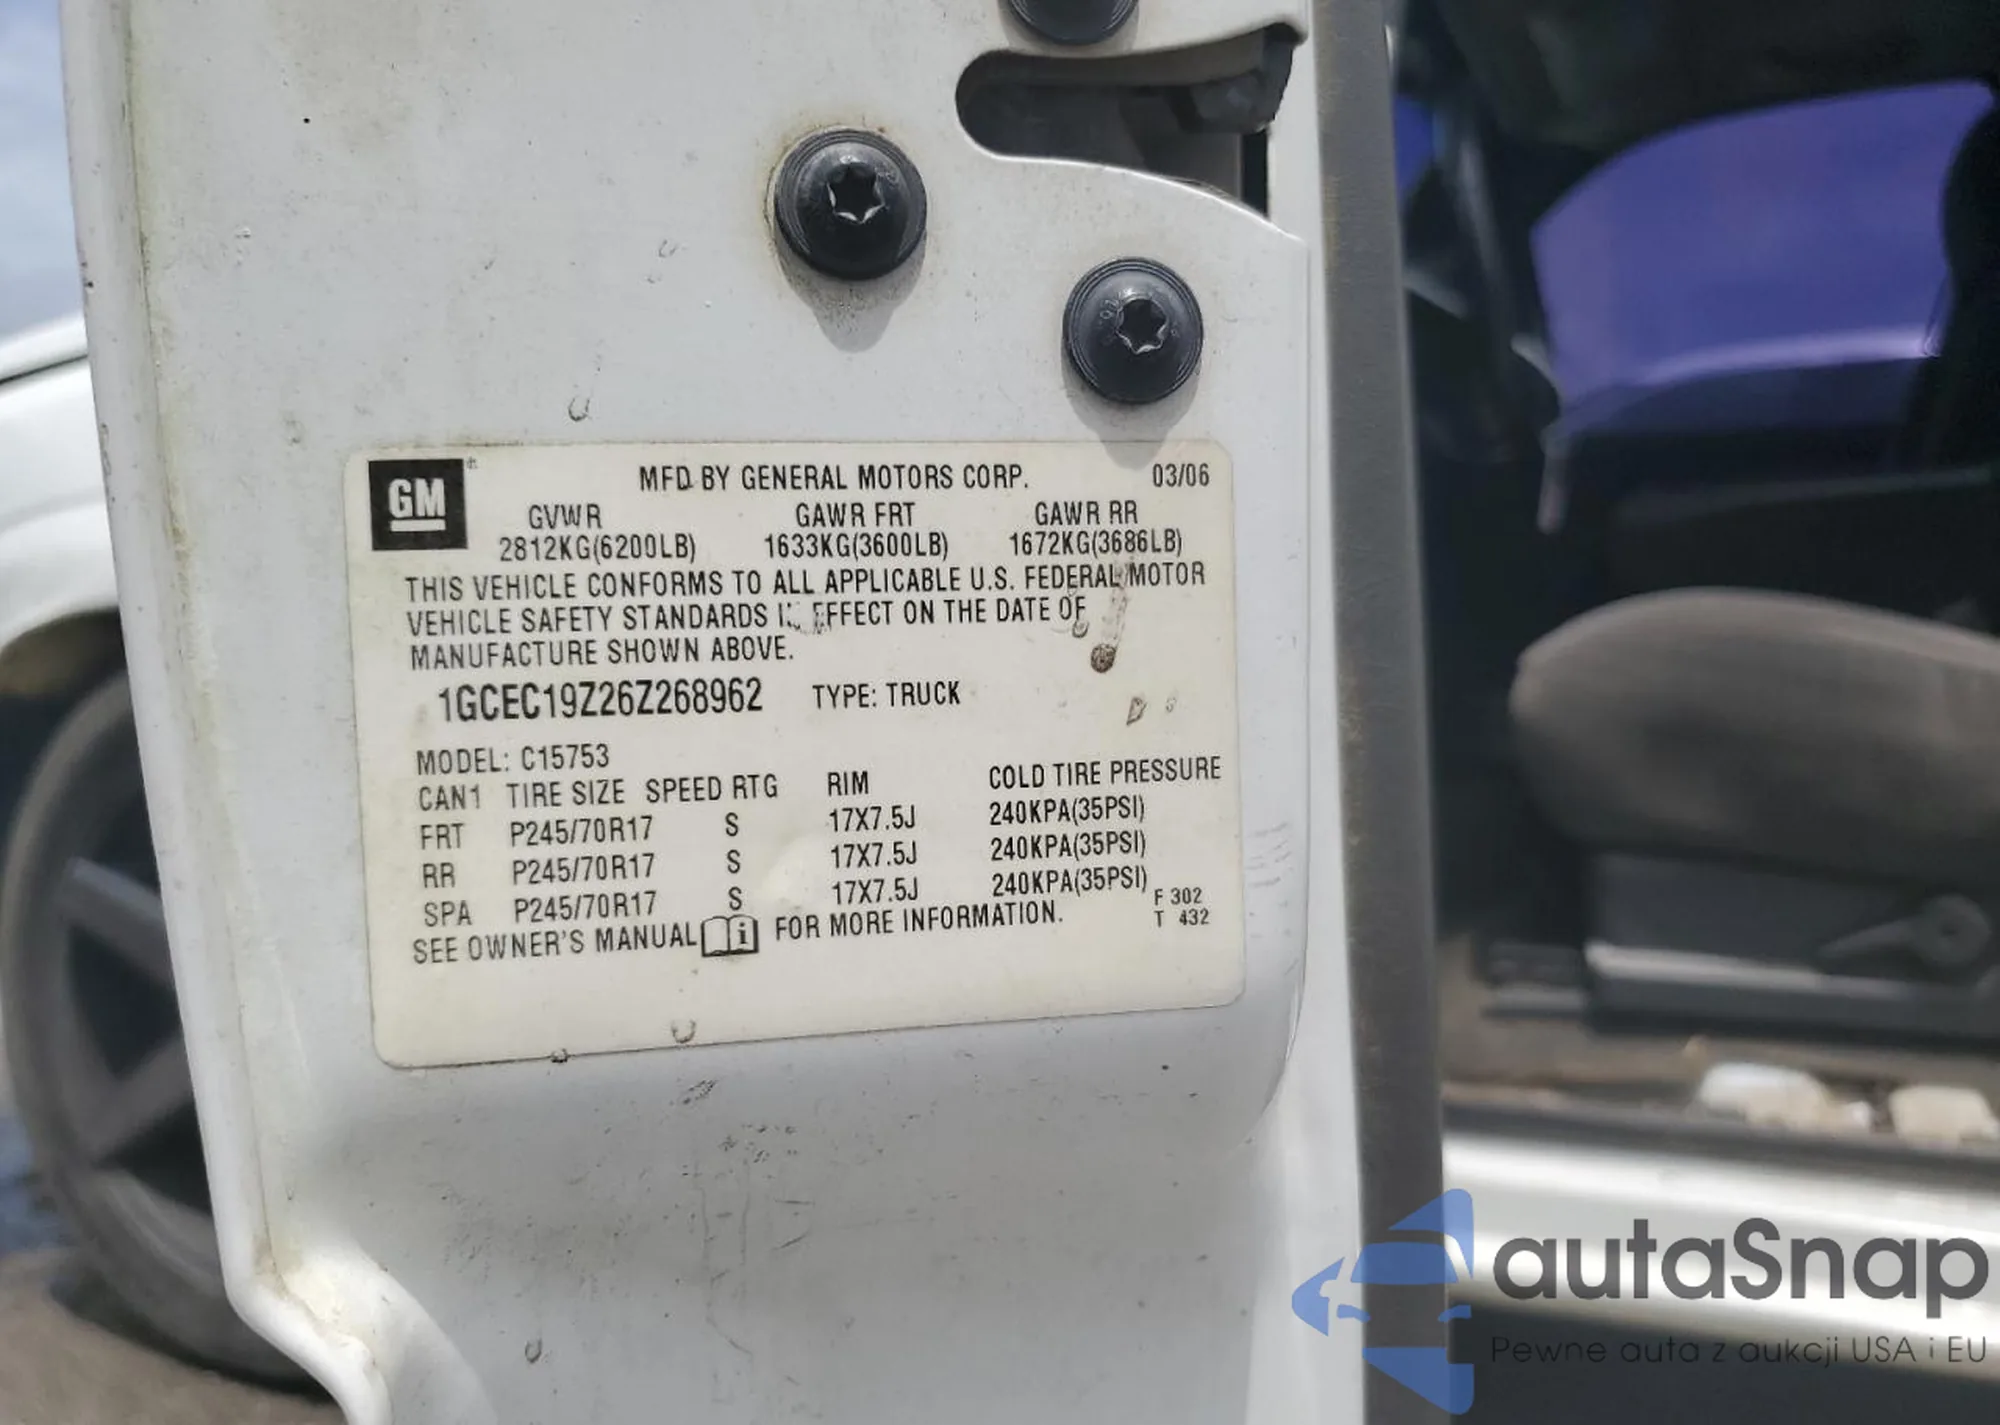 GM
MFD BY GENERAL MOTORS CORP. 03/06
GVWR GAWR FRT GAWR RR
2812KG(6200LB) 1633KG(3600LB) 1672KG(3686LB)
THIS VEHICLE CONFORMS TO ALL APPLICABLE U.S. FEDERAL MOTOR
VEHICLE SAFETY STANDARDS IN EFFECT ON THE DATE OF
MANUFACTURE SHOWN ABOVE.
1GCEC19Z26Z268962 TYPE: TRUCK
MODEL: C15753
CAN1 TIRE SIZE SPEED RTG RIM COLD TIRE PRESSURE
FRT P245/70R17 S 17X7.5J 240KPA(35PSI)
RR P245/70R17 S 17X7.5J 240KPA(35PSI)
SPA P245/70R17 S 17X7.5J 240KPA(35PSI)
F 302
T 432
SEE OWNER'S MANUAL i FOR MORE INFORMATION.
autaSnap
Pewne auta z aukcji USA i EU